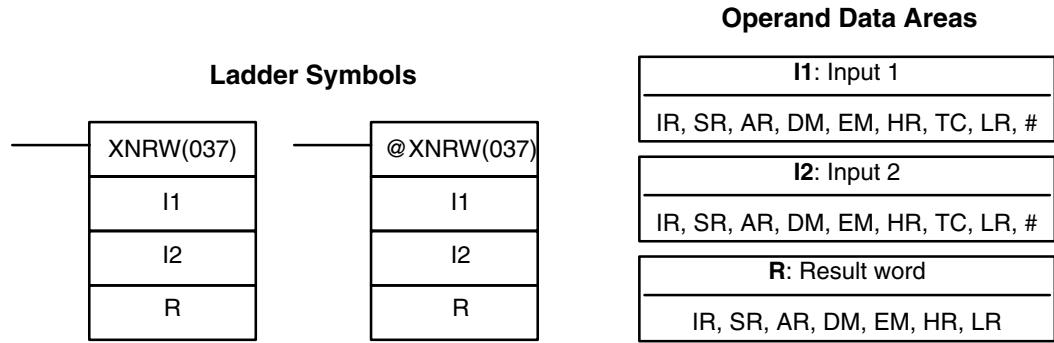 Ladder Symbols
XNRW(037)
I1
I2
R
@XNRW(037)
I1
I2
R
Operand Data Areas
I1: Input 1
IR, SR, AR, DM, EM, HR, TC, LR, #
I2: Input 2
IR, SR, AR, DM, EM, HR, TC, LR, #
R: Result word
IR, SR, AR, DM, EM, HR, LR